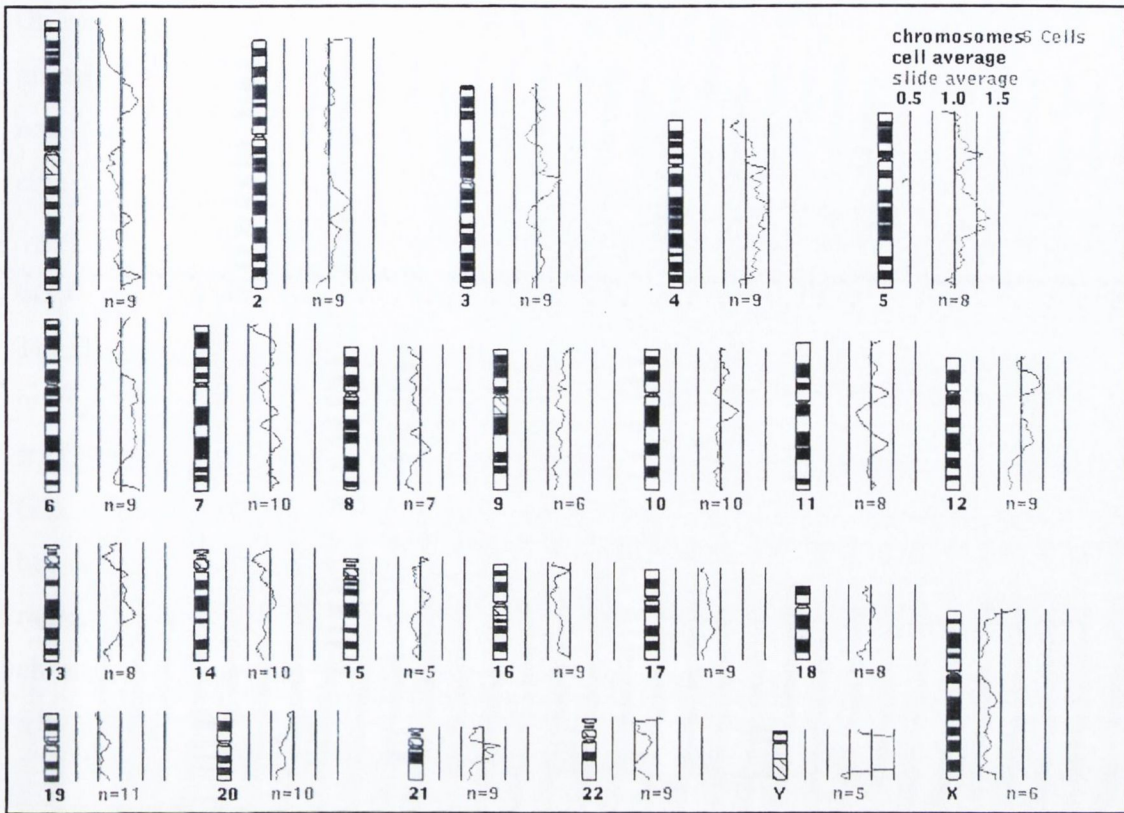 chromosomes6 Cells
cell average
slide average
0.5 1.0 1.5
1 n=9 2 n=9 3 n=9 4 n=9 5 n=8
6 n=9 7 n=10 8 n=7 9 n=6 10 n=10 11 n=8 12 n=9
13 n=8 14 n=10 15 n=5 16 n=9 17 n=9 18 n=8
19 n=11 20 n=10 21 n=9 22 n=9 Y n=5 X n=6